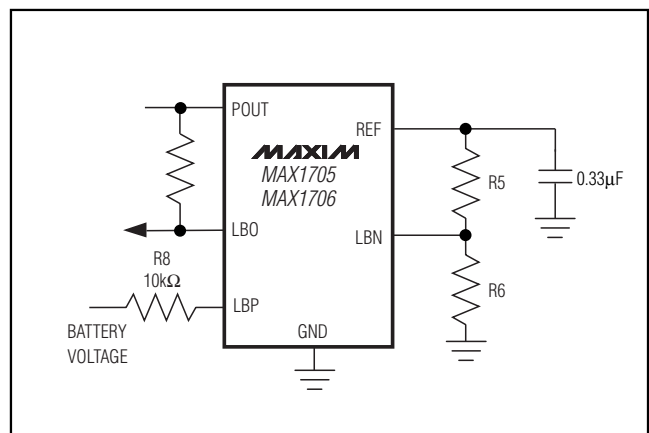 POUT
REF
MAXIM
MAX1705
MAX1706
R5
0.33µF
LBO
LBN
R8
10kΩ
R6
LBP
BATTERY
VOLTAGE
GND